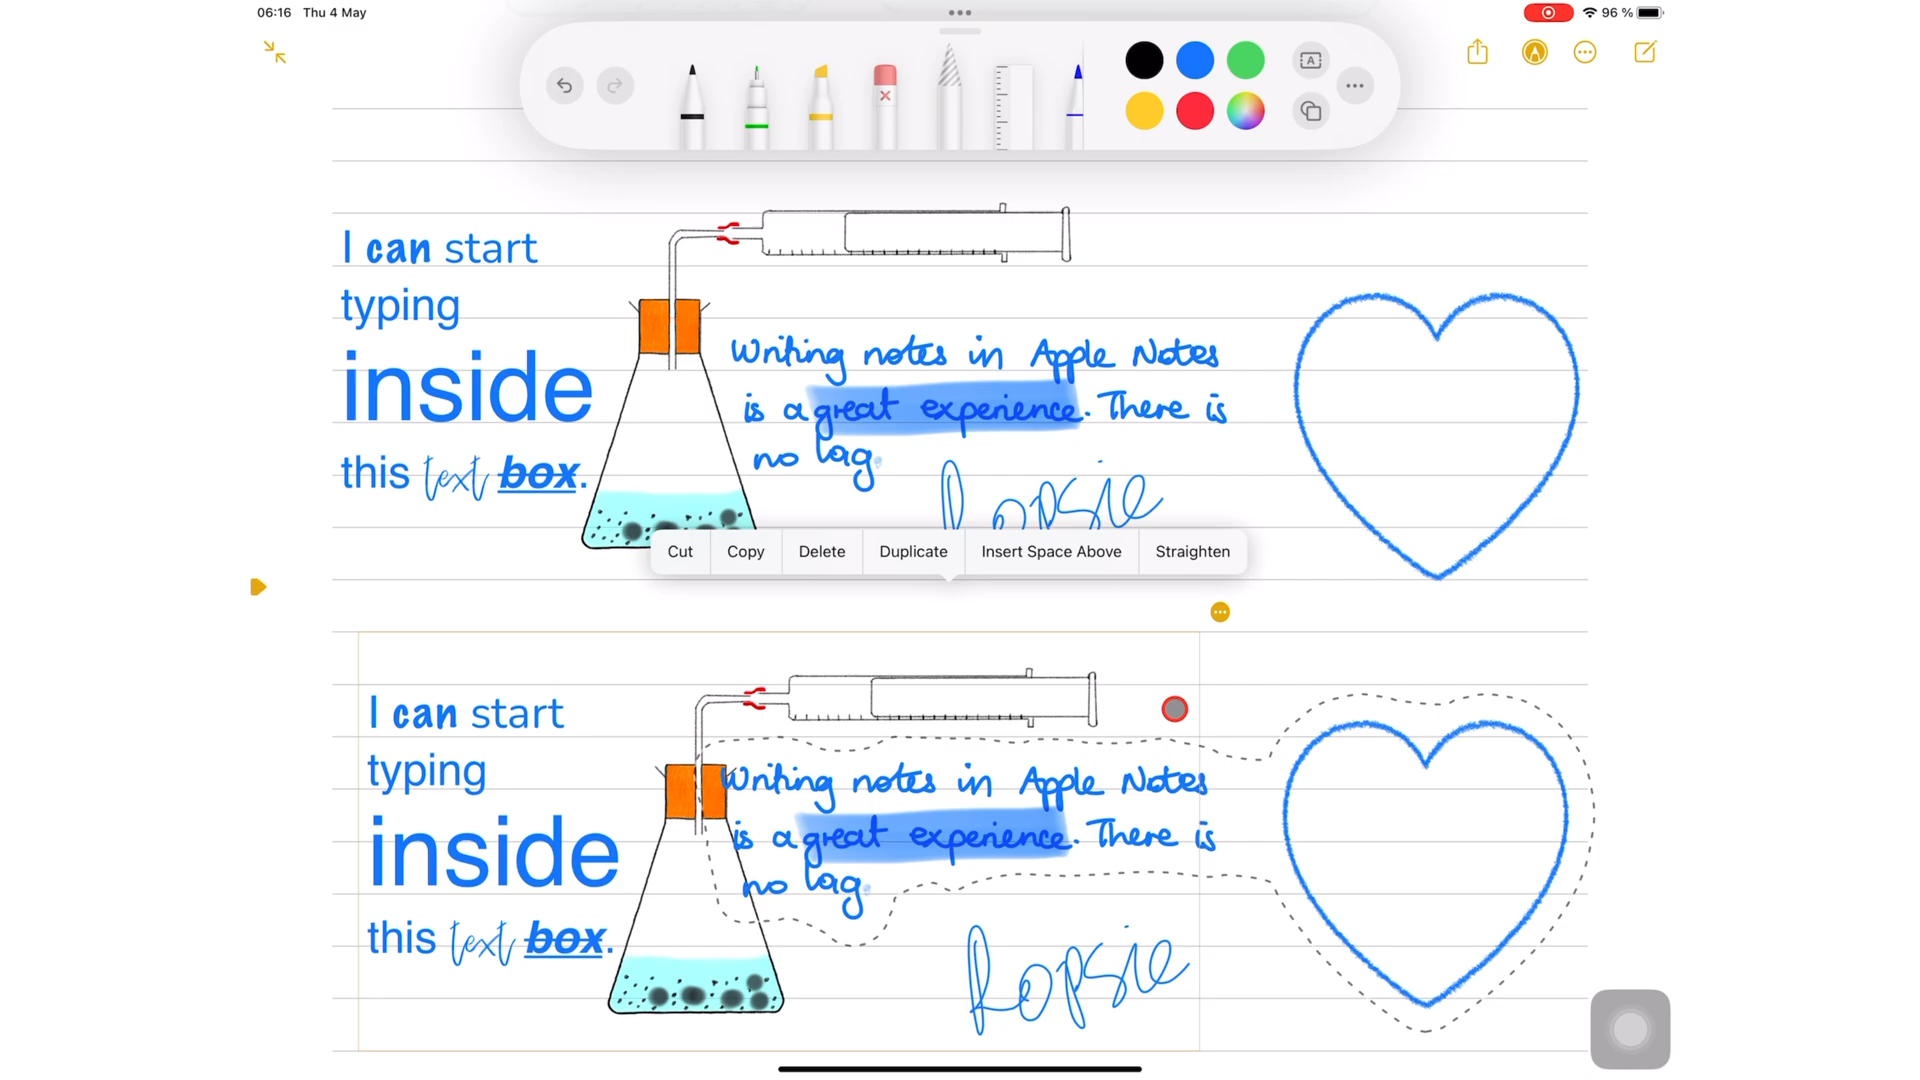 06:16 Thu 4 May
96 %
A
I can start
typing
inside
this text box.
Writing notes in Apple Notes
is a great experience. There is
no lag.
Ropsie
Cut Copy Delete Duplicate Insert Space Above Straighten
I can start
typing
inside
this text box.
Writing notes in Apple Notes
is a great experience. There is
no lag.
Ropsie